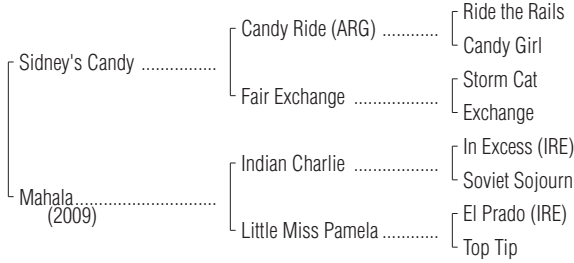 Ride the Rails
Candy Ride (ARG) ............
Candy Girl
Sidney's Candy ................
Storm Cat
Fair Exchange ..................
Exchange
In Excess (IRE)
Indian Charlie ..................
Soviet Sojourn
Mahala..............................
(2009)
El Prado (IRE)
Little Miss Pamela ............
Top Tip